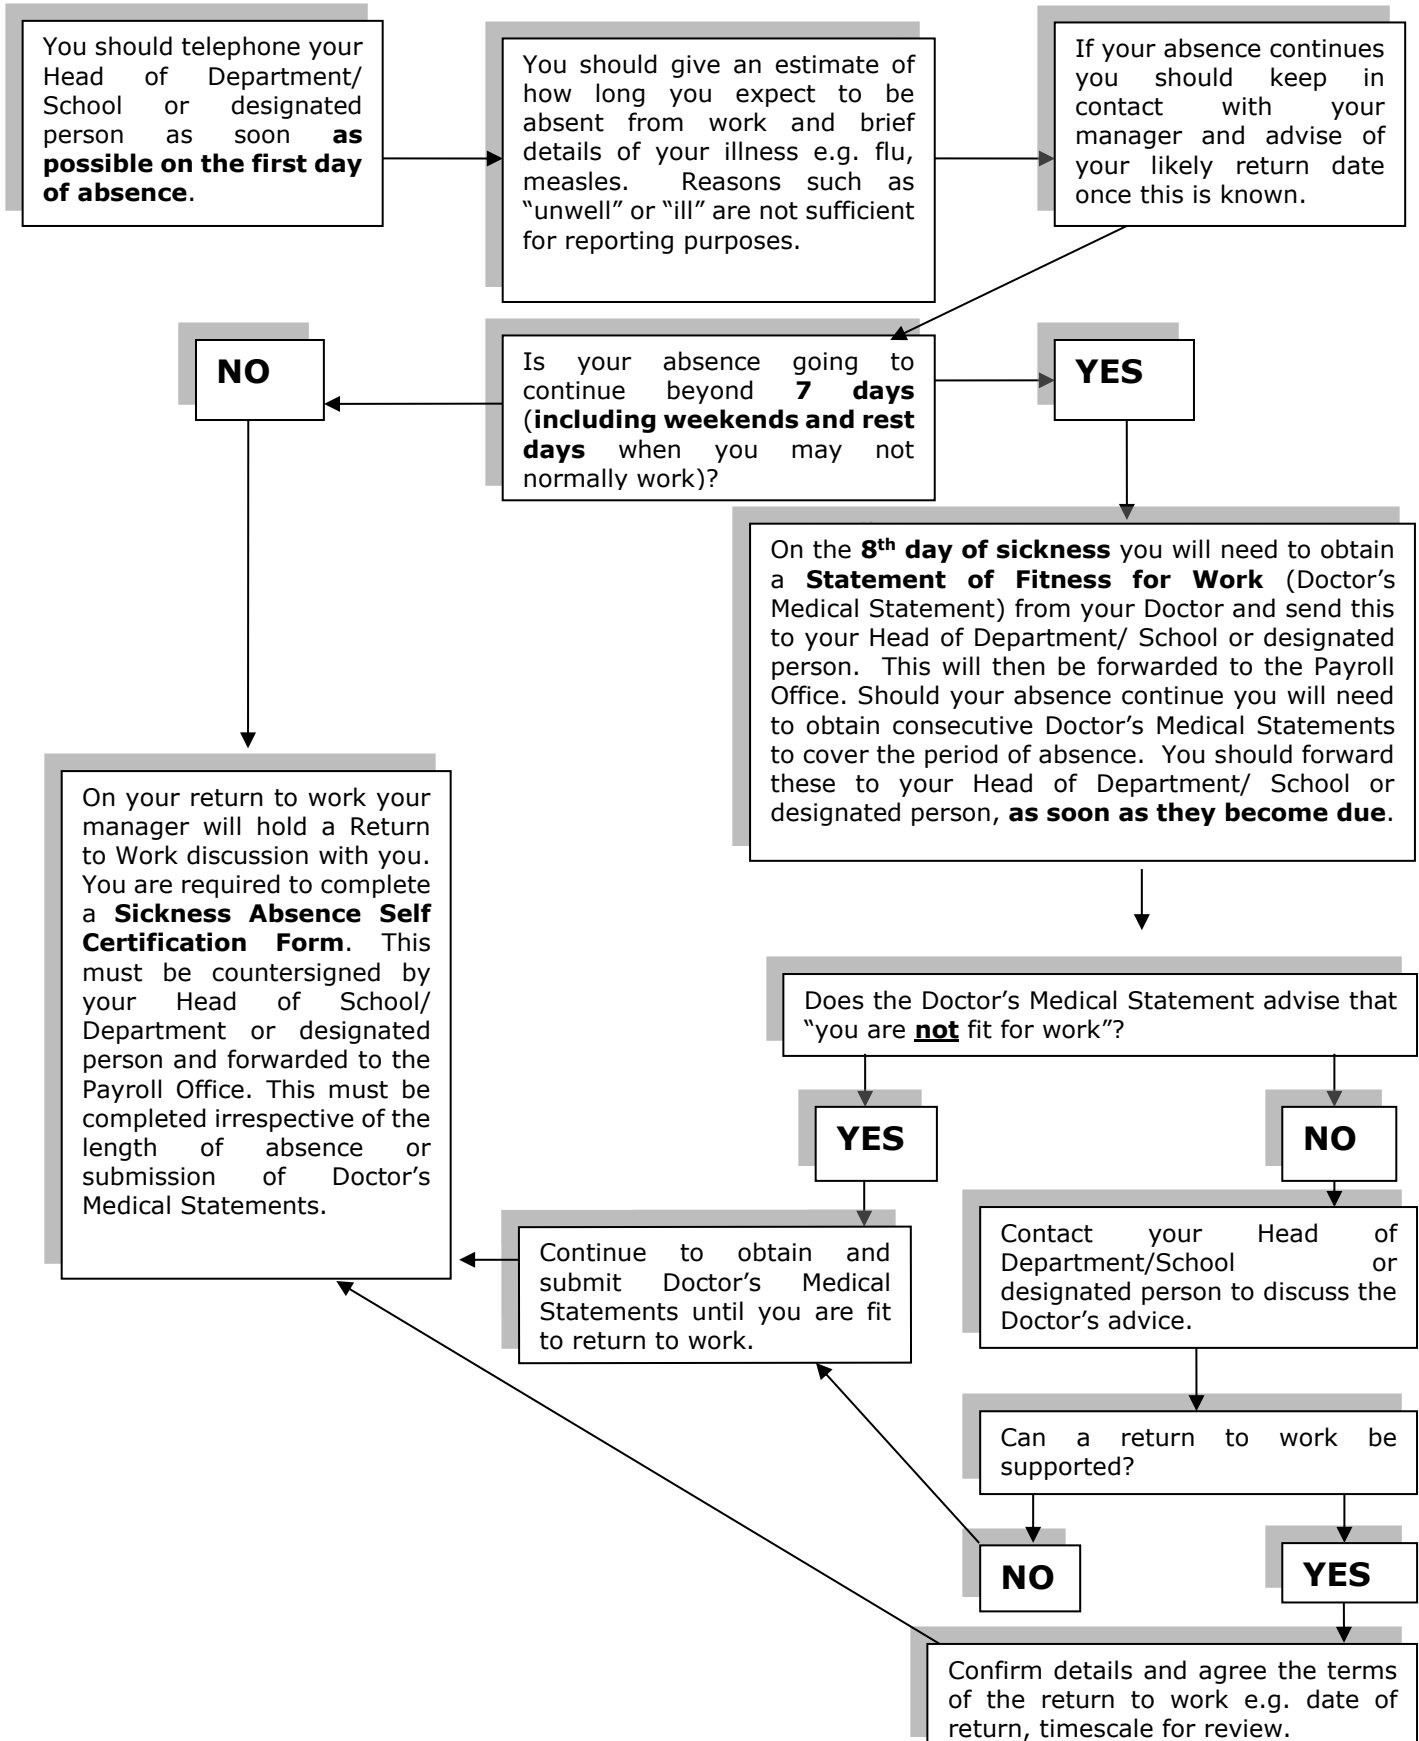 You should telephone your
Head of Department/
School or designated
person as soon as
possible on the first day
of absence.
You should give an estimate of
how long you expect to be
absent from work and brief
details of your illness e.g. flu,
measles. Reasons such as
“unwell” or “ill” are not sufficient
for reporting purposes.
If your absence continues
you should keep in
contact with your
manager and advise of
your likely return date
once this is known.
NO
Is your absence going to
continue beyond 7 days
(including weekends and rest
days when you may not
normally work)?
YES
On the 8th day of sickness you will need to obtain
a Statement of Fitness for Work (Doctor’s
Medical Statement) from your Doctor and send this
to your Head of Department/ School or designated
person. This will then be forwarded to the Payroll
Office. Should your absence continue you will need
to obtain consecutive Doctor’s Medical Statements
to cover the period of absence. You should forward
these to your Head of Department/ School or
designated person, as soon as they become due.
On your return to work your
manager will hold a Return
to Work discussion with you.
You are required to complete
a Sickness Absence Self
Certification Form. This
must be countersigned by
your Head of School/
Department or designated
person and forwarded to the
Payroll Office. This must be
completed irrespective of the
length of absence or
submission of Doctor’s
Medical Statements.
Does the Doctor’s Medical Statement advise that
“you are not fit for work”?
YES
NO
Continue to obtain and
submit Doctor’s Medical
Statements until you are fit
to return to work.
Contact your Head of
Department/School or
designated person to discuss the
Doctor’s advice.
Can a return to work be
supported?
NO
YES
Confirm details and agree the terms
of the return to work e.g. date of
return, timescale for review.